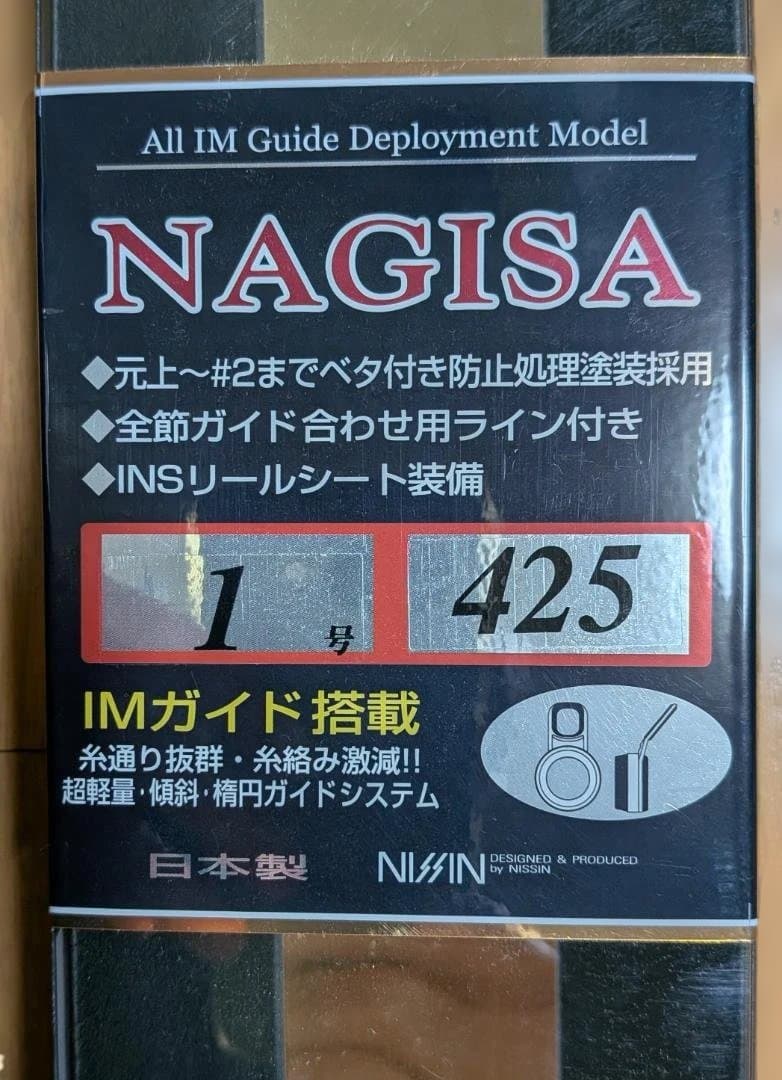 All IM Guide Deployment Model
NAGISA
◆元上～#2までベタ付き防止処理塗装採用
◆全節ガイド合わせ用ライン付き
◆INSリールシート装備
1号 425
IMガイド搭載
糸通り抜群・糸絡み激減!!
超軽量・傾斜・楕円ガイドシステム
日本製 NISSIN DESIGNED & PRODUCED
by NISSIN